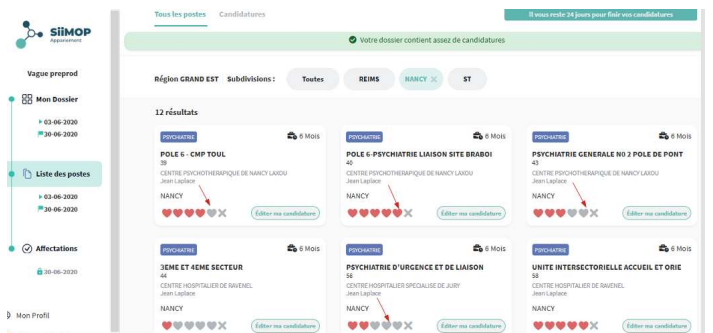 SiiMOP
Appariement
Vague preprod
Mon Dossier
03-06-2020
30-06-2020
Liste des postes
03-06-2020
30-06-2020
Affectations
30-06-2020
Mon Profil
Tous les postes Candidatures
Il vous reste 24 jours pour finir vos candidatures
Votre dossier contient assez de candidatures
Région GRAND EST Subdivisions : Toutes REIMS NANCY ST
12 résultats
PSYCHIATRIE 6 Mois
POLE 6 - CMP TOUL
39
CENTRE PSYCHOTHERAPIQUE DE NANCY LAXOU
Jean Laplace
NANCY
Éditer ma candidature
PSYCHIATRIE 6 Mois
POLE 6-PSYCHIATRIE LIAISON SITE BRABOI
40
CENTRE PSYCHOTHERAPIQUE DE NANCY LAXOU
Jean Laplace
NANCY
Éditer ma candidature
PSYCHIATRIE 6 Mois
PSYCHIATRIE GENERALE NO 2 POLE DE PONT
43
CENTRE PSYCHOTHERAPIQUE DE NANCY LAXOU
Jean Laplace
NANCY
Éditer ma candidature
PSYCHIATRIE 6 Mois
3EME ET 4EME SECTEUR
44
CENTRE HOSPITALIER DE RAVENEL
Jean Laplace
NANCY
Éditer ma candidature
PSYCHIATRIE 6 Mois
PSYCHIATRIE D'URGENCE ET DE LIAISON
56
CENTRE HOSPITALIER SPECIALISE DE JURY
Jean Laplace
NANCY
Éditer ma candidature
PSYCHIATRIE 6 Mois
UNITE INTERSECTORIELLE ACCUEIL ET ORIE
58
CENTRE HOSPITALIER DE RAVENEL
Jean Laplace
NANCY
Éditer ma candidature